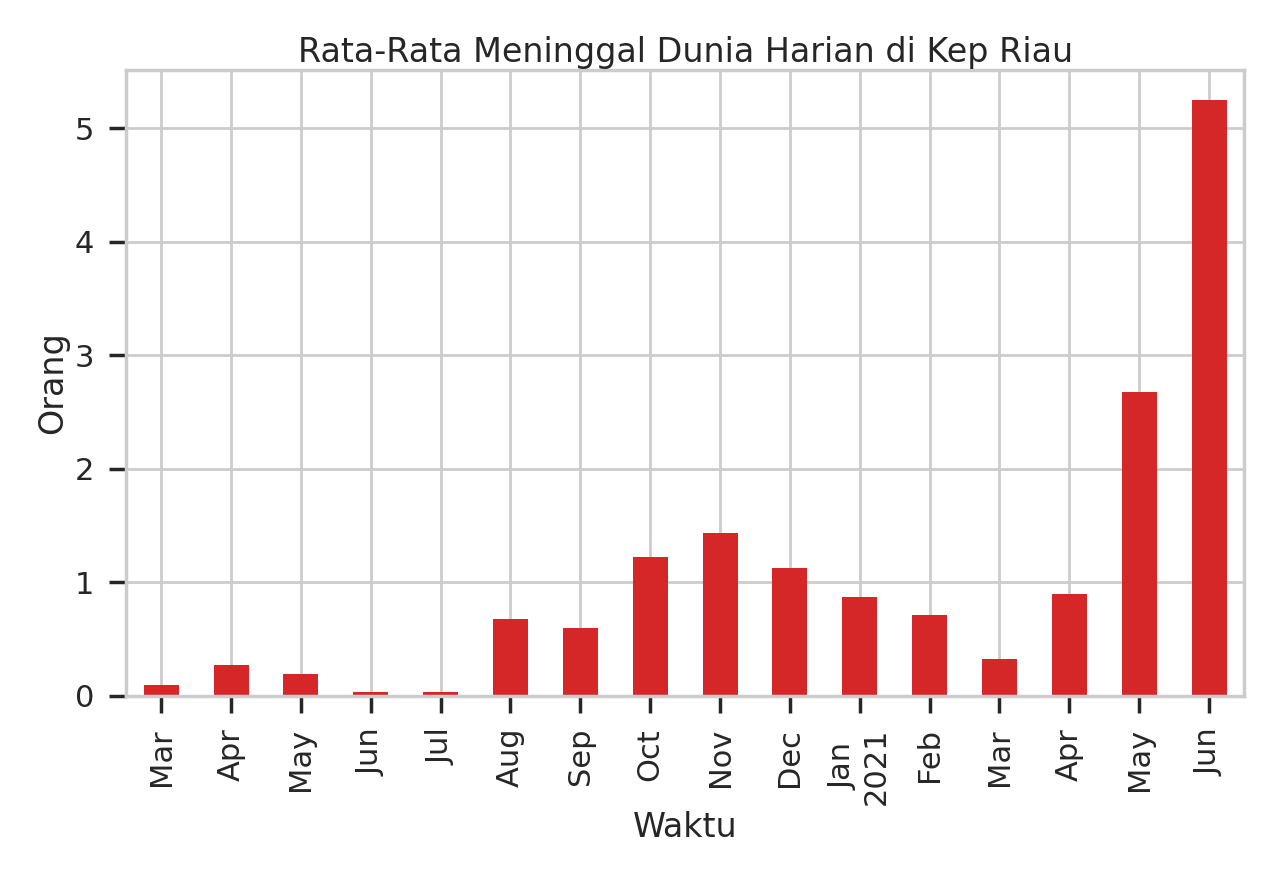 Rata-Rata Meninggal Dunia Harian di Kep Riau
Orang
5
4
3
2
1
0
Mar
Apr
May
Jun
Jul
Aug
Sep
Oct
Nov
Dec
Jan
2021
Feb
Mar
Apr
May
Jun
Waktu